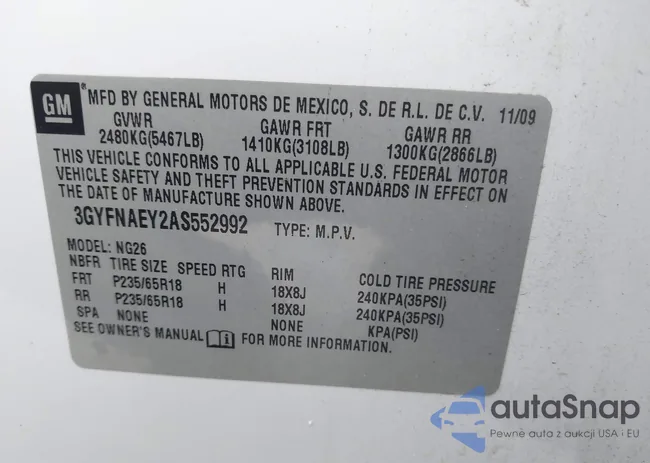 GM® MFD BY GENERAL MOTORS DE MEXICO, S. DE R.L. DE C.V. 11/09
GVWR GAWR FRT GAWR RR
2480KG(5467LB) 1410KG(3108LB) 1300KG(2866LB)
THIS VEHICLE CONFORMS TO ALL APPLICABLE U.S. FEDERAL MOTOR
VEHICLE SAFETY AND THEFT PREVENTION STANDARDS IN EFFECT ON
THE DATE OF MANUFACTURE SHOWN ABOVE.
3GYFNAEY2AS552992 TYPE: M.P.V.
MODEL: NG26
NBFR TIRE SIZE SPEED RTG RIM COLD TIRE PRESSURE
FRT P235/65R18 H 18X8J 240KPA(35PSI)
RR P235/65R18 H 18X8J 240KPA(35PSI)
SPA NONE NONE KPA(PSI)
SEE OWNER'S MANUAL FOR MORE INFORMATION.
autaSnap
Pewne auta z aukcji USA i EU